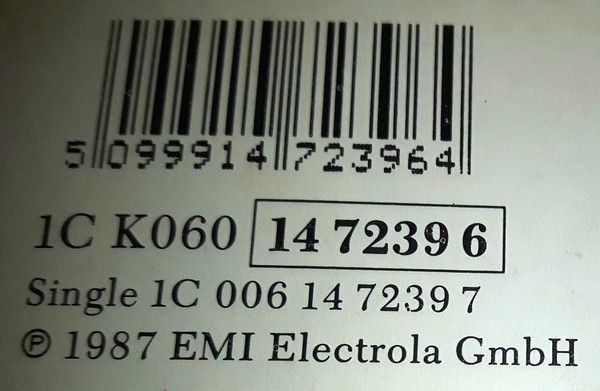 5 099914 723964
1C K060 14 7239 6
Single 1C 006 14 7239 7
℗ 1987 EMI Electrola GmbH